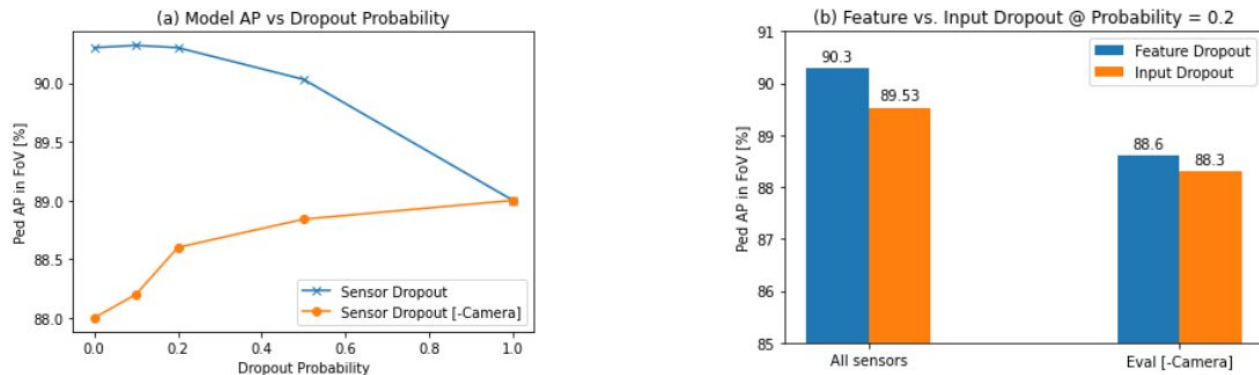 (a) Model AP vs Dropout Probability
Ped AP in FoV [%]
90.0
89.5
89.0
88.5
88.0
Sensor Dropout
Sensor Dropout [-Camera]
0.0 0.2 0.4 0.6 0.8 1.0
Dropout Probability
(b) Feature vs. Input Dropout @ Probability = 0.2
Ped AP in FoV [%]
91
90
89
88
87
86
85
Feature Dropout
Input Dropout
90.3
89.53
88.6
88.3
All sensors
Eval [-Camera]